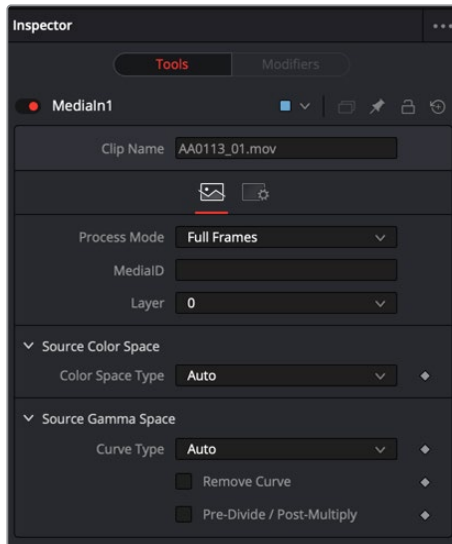 Inspector
Tools Modifiers
MediaIn1
Clip Name AA0113_01.mov
Process Mode Full Frames
MediaID
Layer 0
Source Color Space
Color Space Type Auto
Source Gamma Space
Curve Type Auto
Remove Curve
Pre-Divide / Post-Multiply